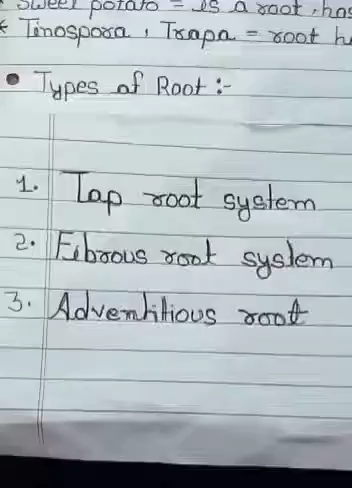 Sweet potato = is a root, has
* Tinospora, Trapa = root h
• Types of Root :-
1. Tap root system
2. Fibrous root system
3. Adventitious root